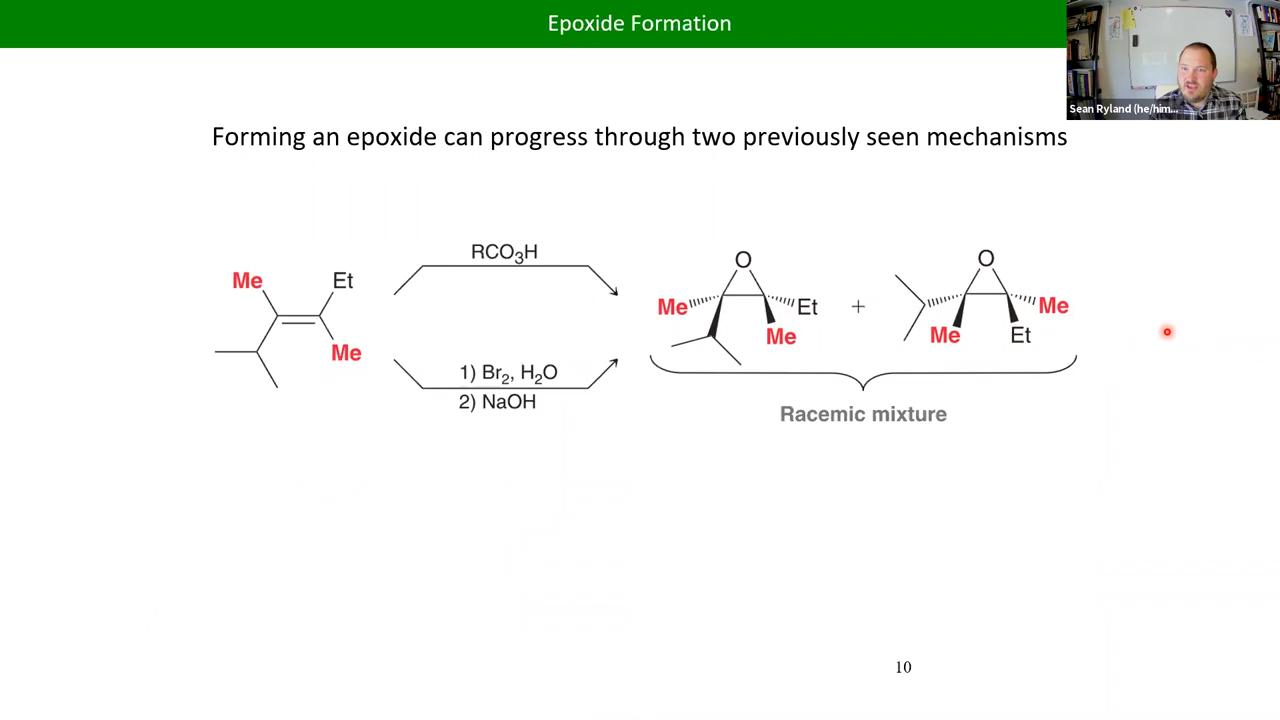 Epoxide Formation
Sean Ryland (he/him...
Forming an epoxide can progress through two previously seen mechanisms
Me Et
Me
RCO₃H
1) Br₂, H₂O
2) NaOH
O
Me Et
Me
+
O
Me
Me Et
Racemic mixture
10